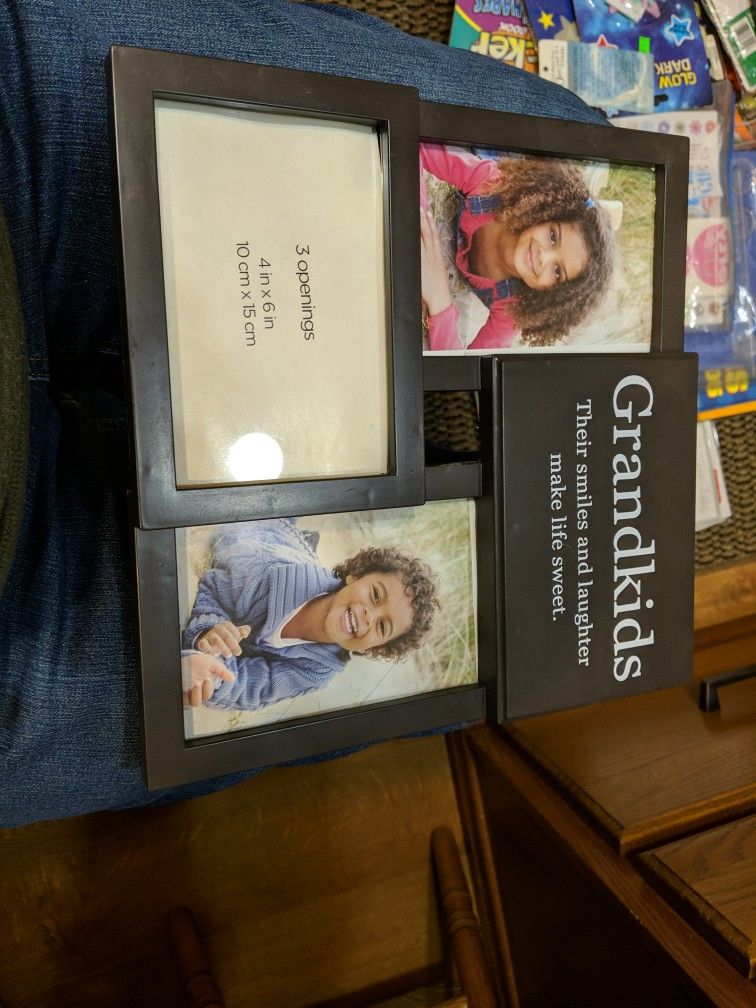 Grandkids
Their smiles and laughter
make life sweet.
3 openings
4 in x 6 in
10 cm x 15 cm
GLOW
DARK